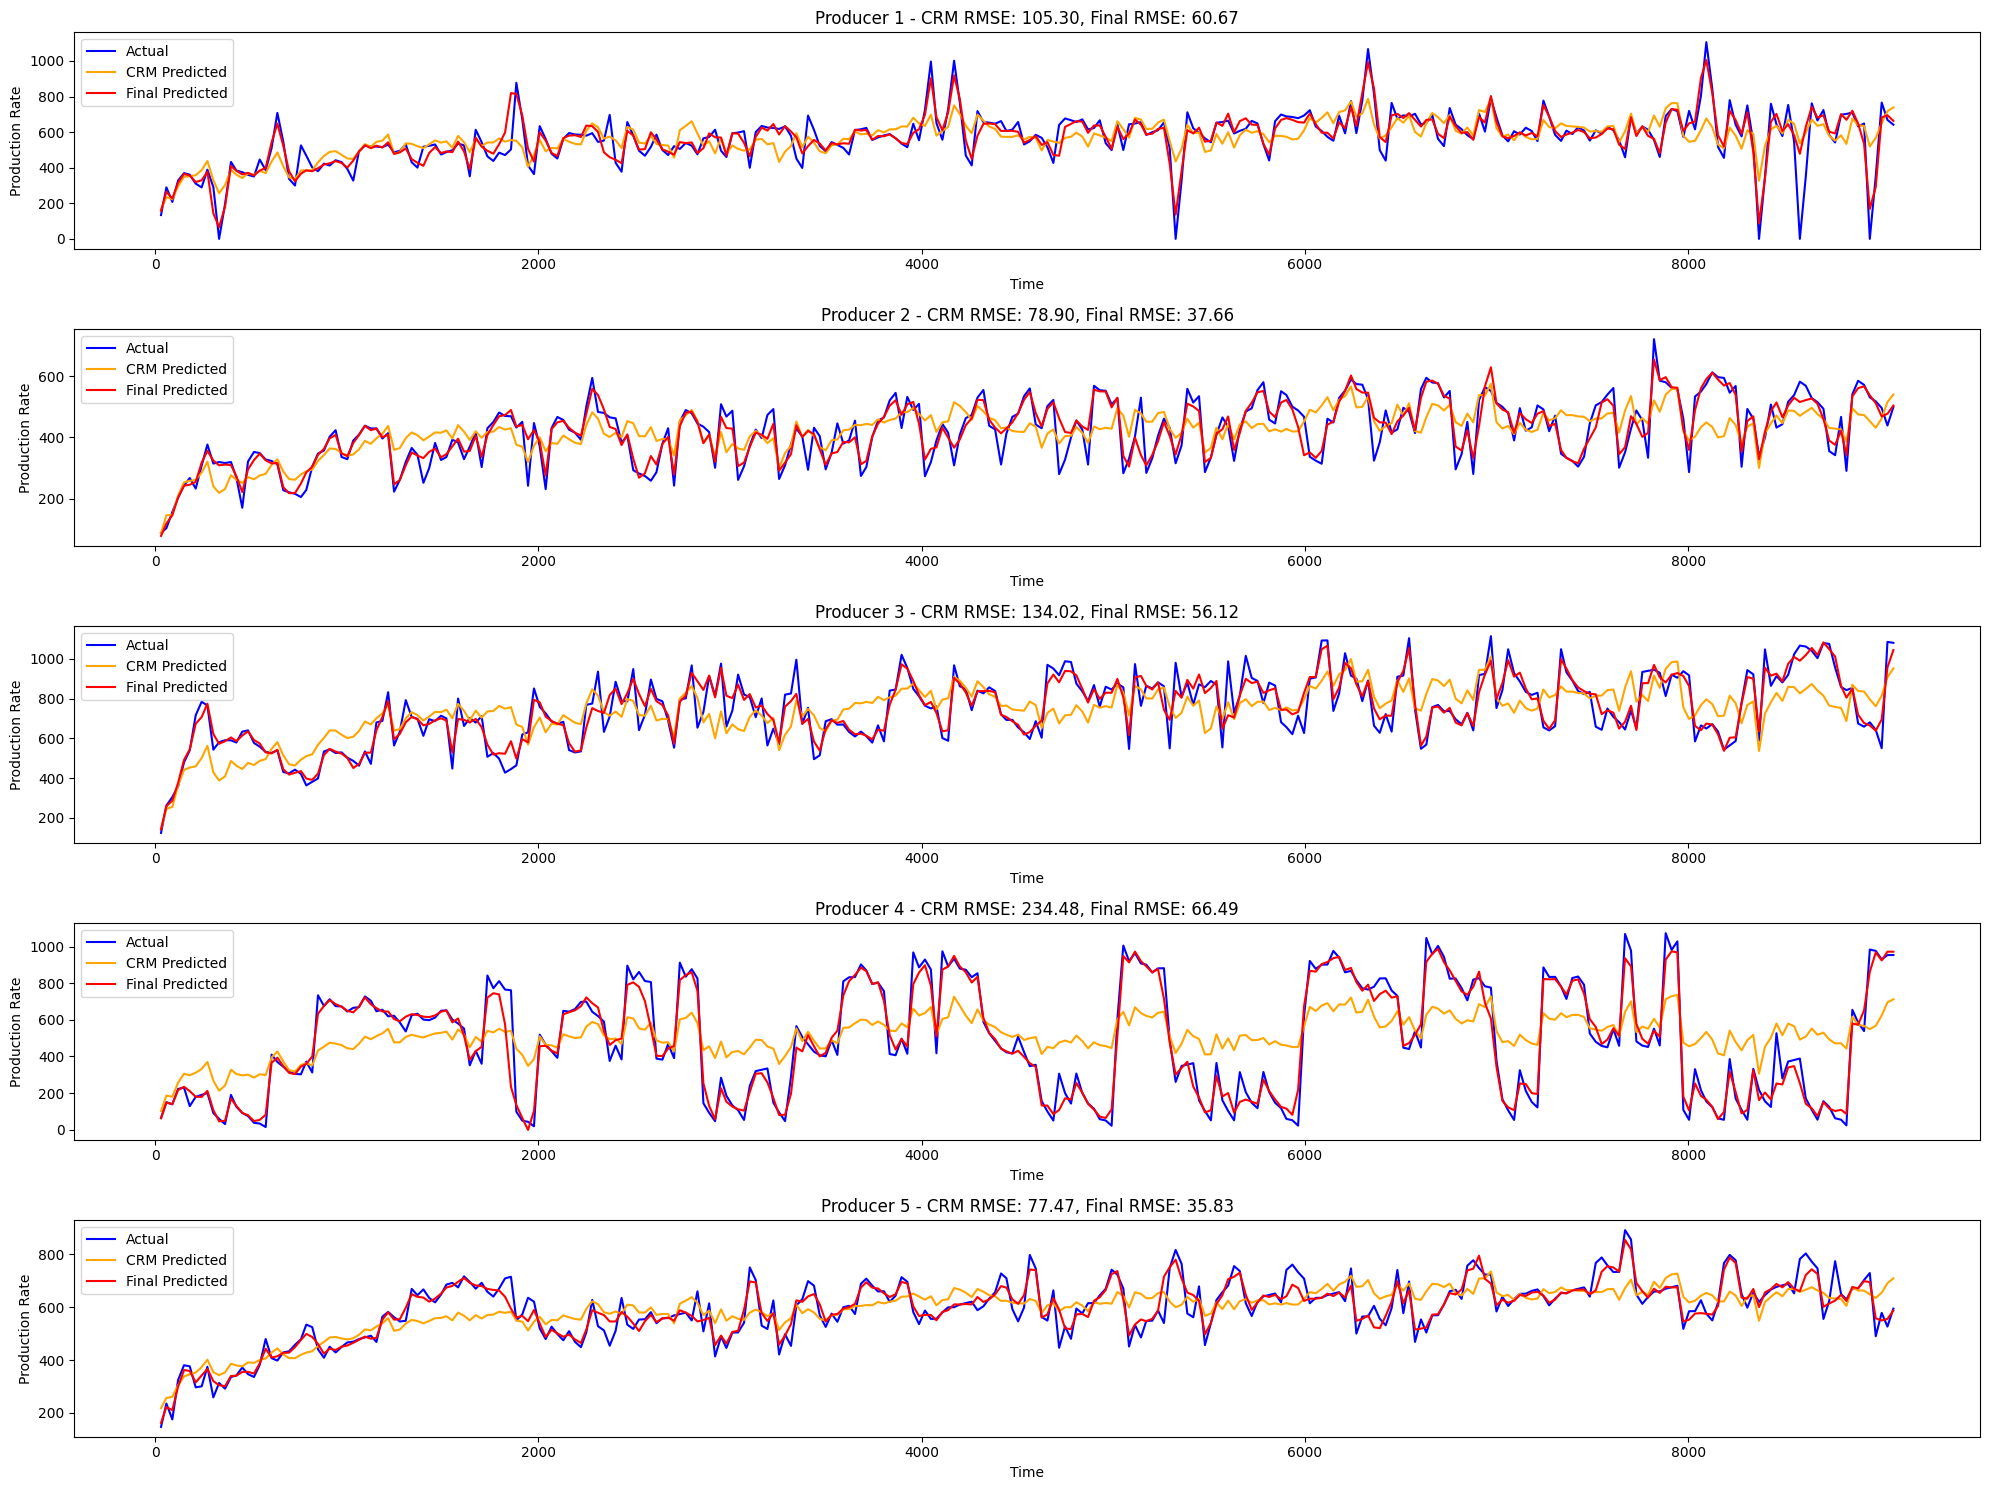 Producer 1 - CRM RMSE: 105.30, Final RMSE: 60.67
Actual
CRM Predicted
Final Predicted
Production Rate
1000
800
600
400
200
0
0 2000 4000 6000 8000
Time
Producer 2 - CRM RMSE: 78.90, Final RMSE: 37.66
Actual
CRM Predicted
Final Predicted
Production Rate
600
400
200
0 2000 4000 6000 8000
Time
Producer 3 - CRM RMSE: 134.02, Final RMSE: 56.12
Actual
CRM Predicted
Final Predicted
Production Rate
1000
800
600
400
200
0 2000 4000 6000 8000
Time
Producer 4 - CRM RMSE: 234.48, Final RMSE: 66.49
Actual
CRM Predicted
Final Predicted
Production Rate
1000
800
600
400
200
0
0 2000 4000 6000 8000
Time
Producer 5 - CRM RMSE: 77.47, Final RMSE: 35.83
Actual
CRM Predicted
Final Predicted
Production Rate
800
600
400
200
0 2000 4000 6000 8000
Time